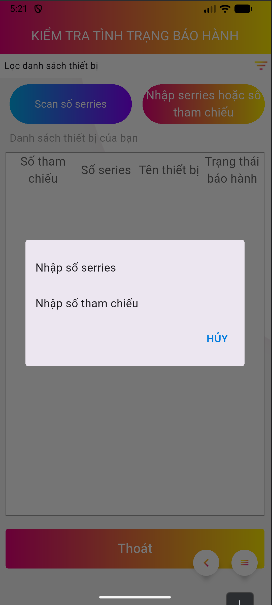 5:21
KIỂM TRA TÌNH TRẠNG BẢO HÀNH
Lọc danh sách thiết bị
Scan số serries
Nhập serries hoặc số
tham chiếu
Danh sách thiết bị của bạn
Số tham
chiếu
Số series
Tên thiết bị
Trạng thái
bảo hành
Nhập số serries
Nhập số tham chiếu
HỦY
Thoát